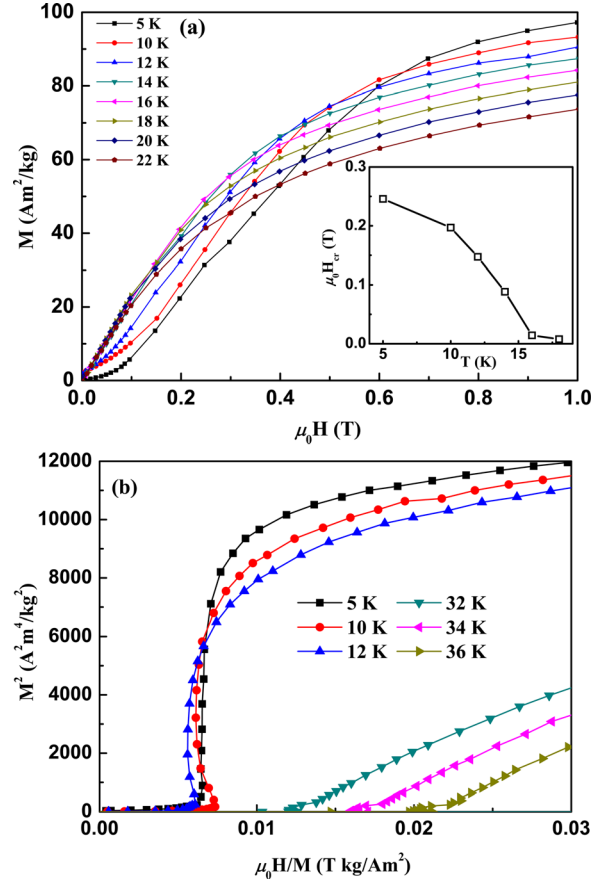 (a)
5 K
10 K
12 K
14 K
16 K
18 K
20 K
22 K
M (Am²/kg)
100
80
60
40
20
0
0.0 0.2 0.4 0.6 0.8 1.0
μ₀H (T)
μ₀H_cr (T)
0.3
0.2
0.1
0.0
5 10 15
T (K)
(b)
M² (A²m⁴/kg²)
12000
10000
8000
6000
4000
2000
0
5 K 32 K
10 K 34 K
12 K 36 K
0.00 0.01 0.02 0.03
μ₀H/M (T kg/Am²)